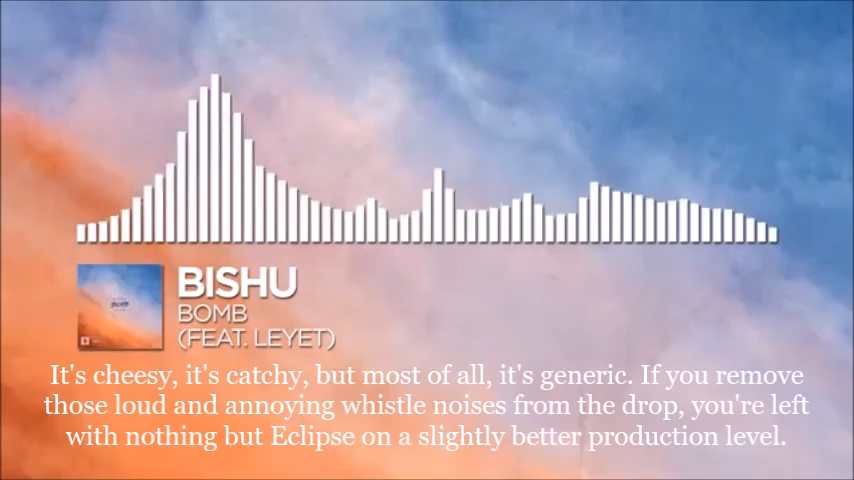 BISHU
BOMB
(FEAT. LEYET)
It's cheesy, it's catchy, but most of all, it's generic. If you remove
those loud and annoying whistle noises from the drop, you're left
with nothing but Eclipse on a slightly better production level.